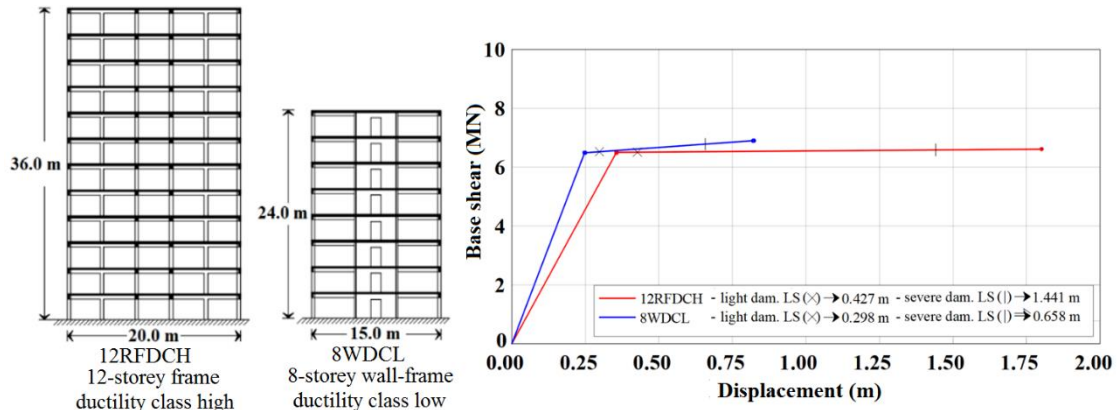 36.0 m
20.0 m
12RFDCH
12-storey frame
ductility class high
24.0 m
15.0 m
8WDCL
8-storey wall-frame
ductility class low
Base shear (MN)
10
8
6
4
2
0
0.00 0.25 0.50 0.75 1.00 1.25 1.50 1.75 2.00
Displacement (m)
12RFDCH - light dam. LS (×) → 0.427 m - severe dam. LS (|) → 1.441 m
8WDCL - light dam. LS (×) → 0.298 m - severe dam. LS (|) → 0.658 m